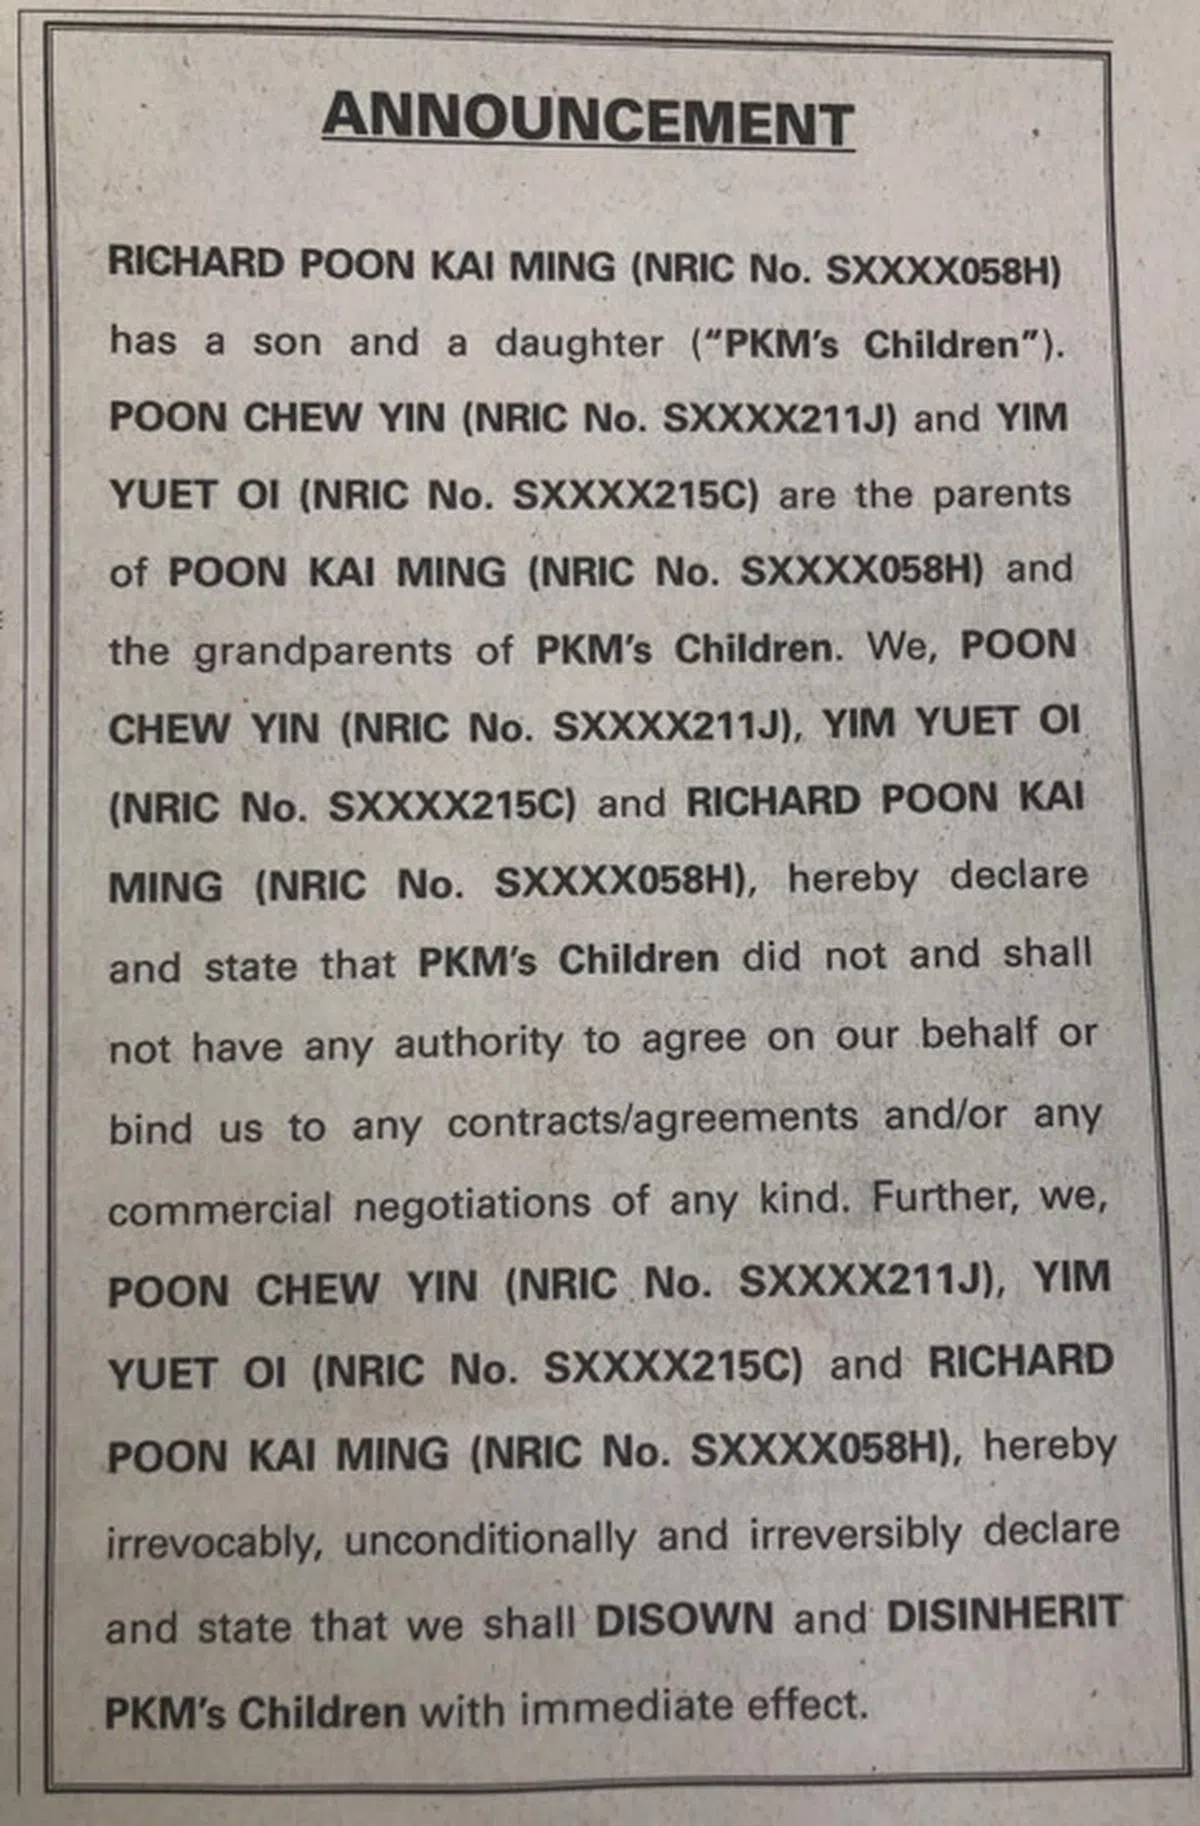 ANNOUNCEMENT
RICHARD POON KAI MING (NRIC No. SXXXX058H)
has a son and a daughter (“PKM’s Children”).
POON CHEW YIN (NRIC No. SXXXX211J) and YIM
YUET OI (NRIC No. SXXXX215C) are the parents
of POON KAI MING (NRIC No. SXXXX058H) and
the grandparents of PKM’s Children. We, POON
CHEW YIN (NRIC No. SXXXX211J), YIM YUET OI
(NRIC No. SXXXX215C) and RICHARD POON KAI
MING (NRIC No. SXXXX058H), hereby declare
and state that PKM’s Children did not and shall
not have any authority to agree on our behalf or
bind us to any contracts/agreements and/or any
commercial negotiations of any kind. Further, we,
POON CHEW YIN (NRIC No. SXXXX211J), YIM
YUET OI (NRIC No. SXXXX215C) and RICHARD
POON KAI MING (NRIC No. SXXXX058H), hereby
irrevocably, unconditionally and irreversibly declare
and state that we shall DISOWN and DISINHERIT
PKM’s Children with immediate effect.